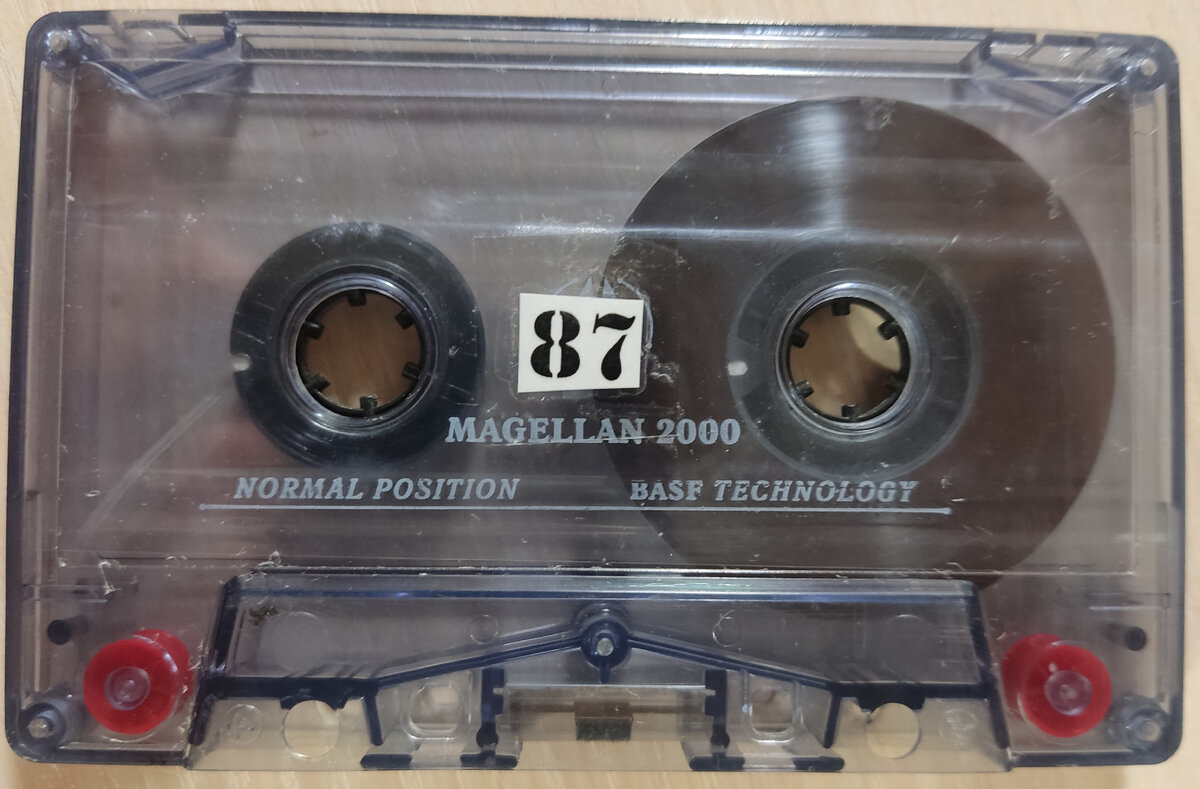 87
MAGELLAN 2000
NORMAL POSITION
BASF TECHNOLOGY